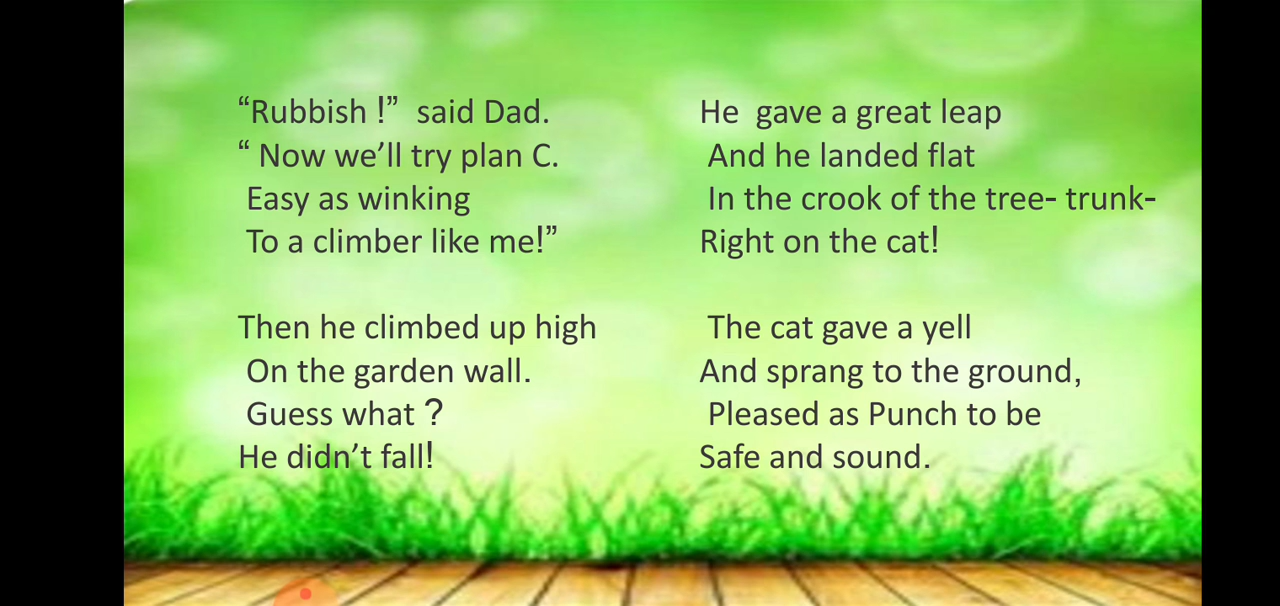 “Rubbish !” said Dad.
“ Now we’ll try plan C.
Easy as winking
To a climber like me!”
Then he climbed up high
On the garden wall.
Guess what ?
He didn’t fall!
He gave a great leap
And he landed flat
In the crook of the tree- trunk-
Right on the cat!
The cat gave a yell
And sprang to the ground,
Pleased as Punch to be
Safe and sound.